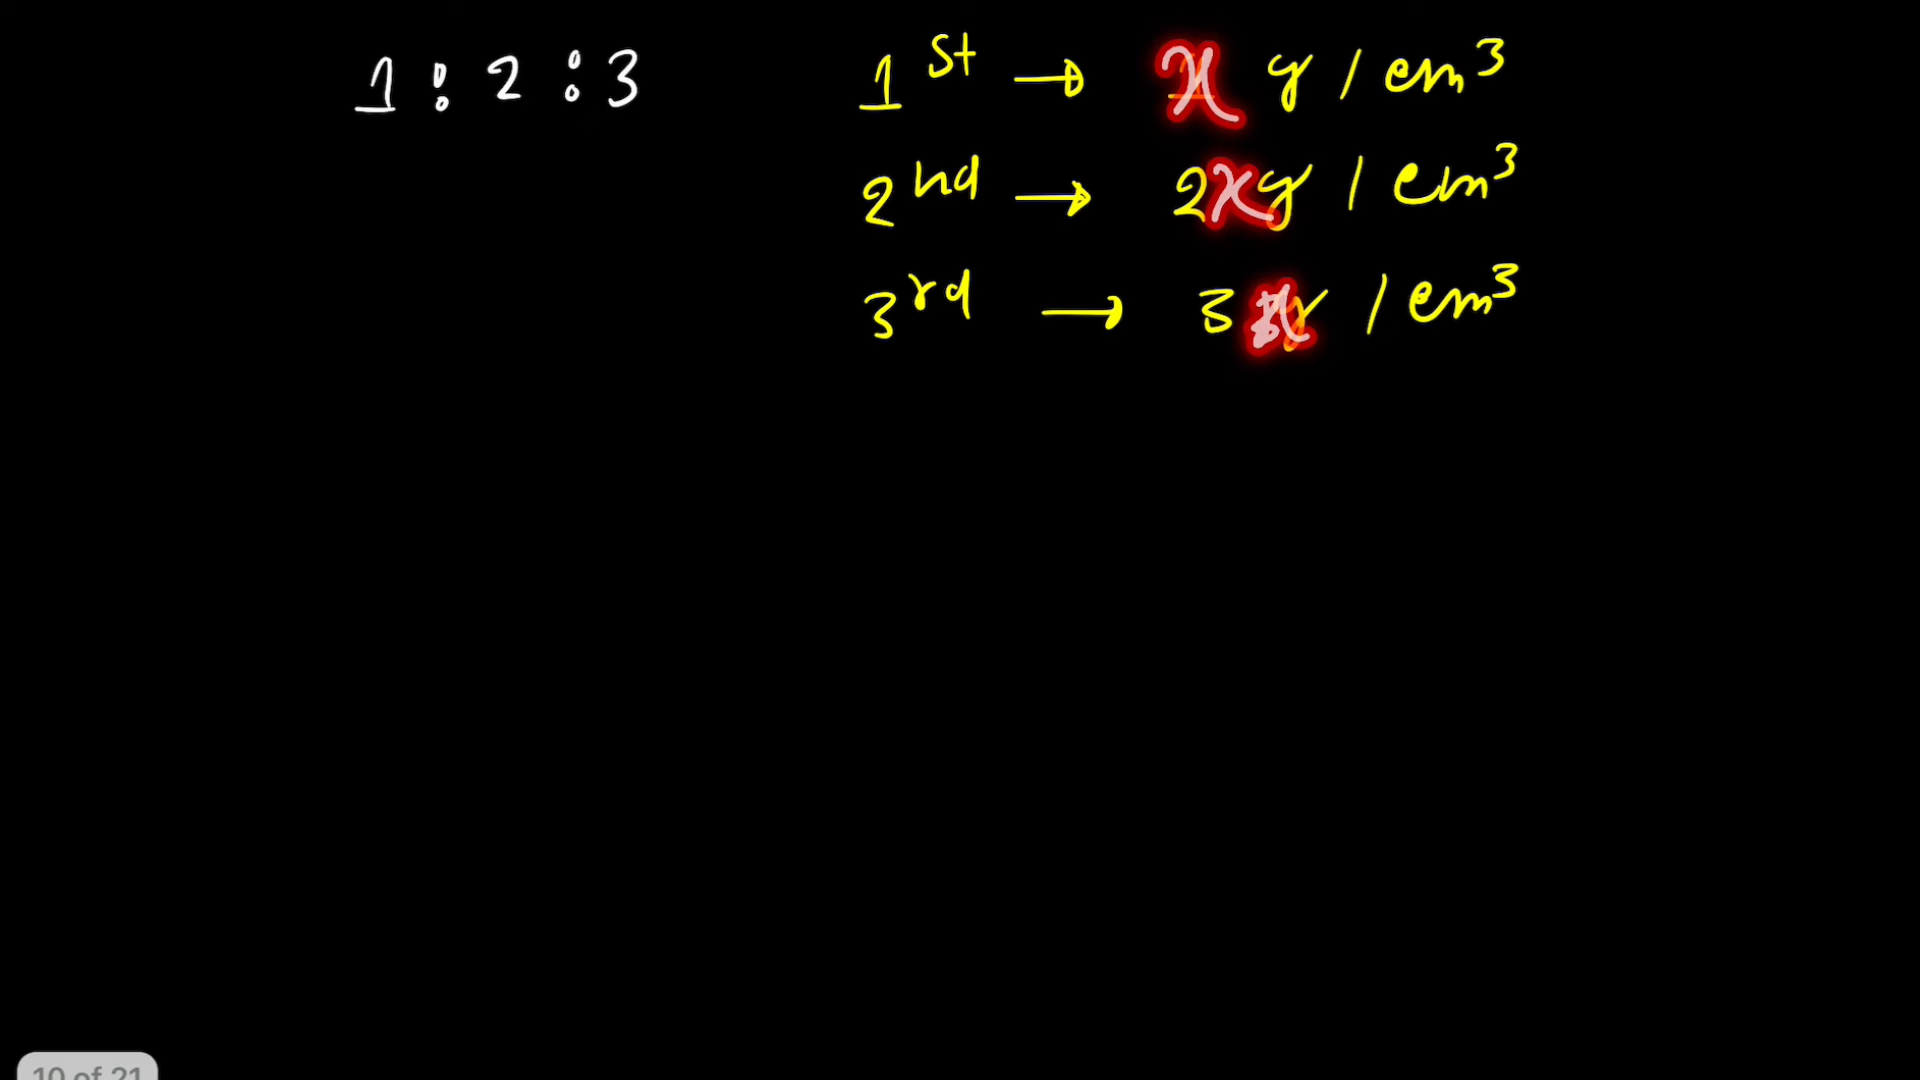 1 : 2 : 3
1st → x g / cm³
2nd → 2x g / cm³
3rd → 3x g / cm³
10 of 21